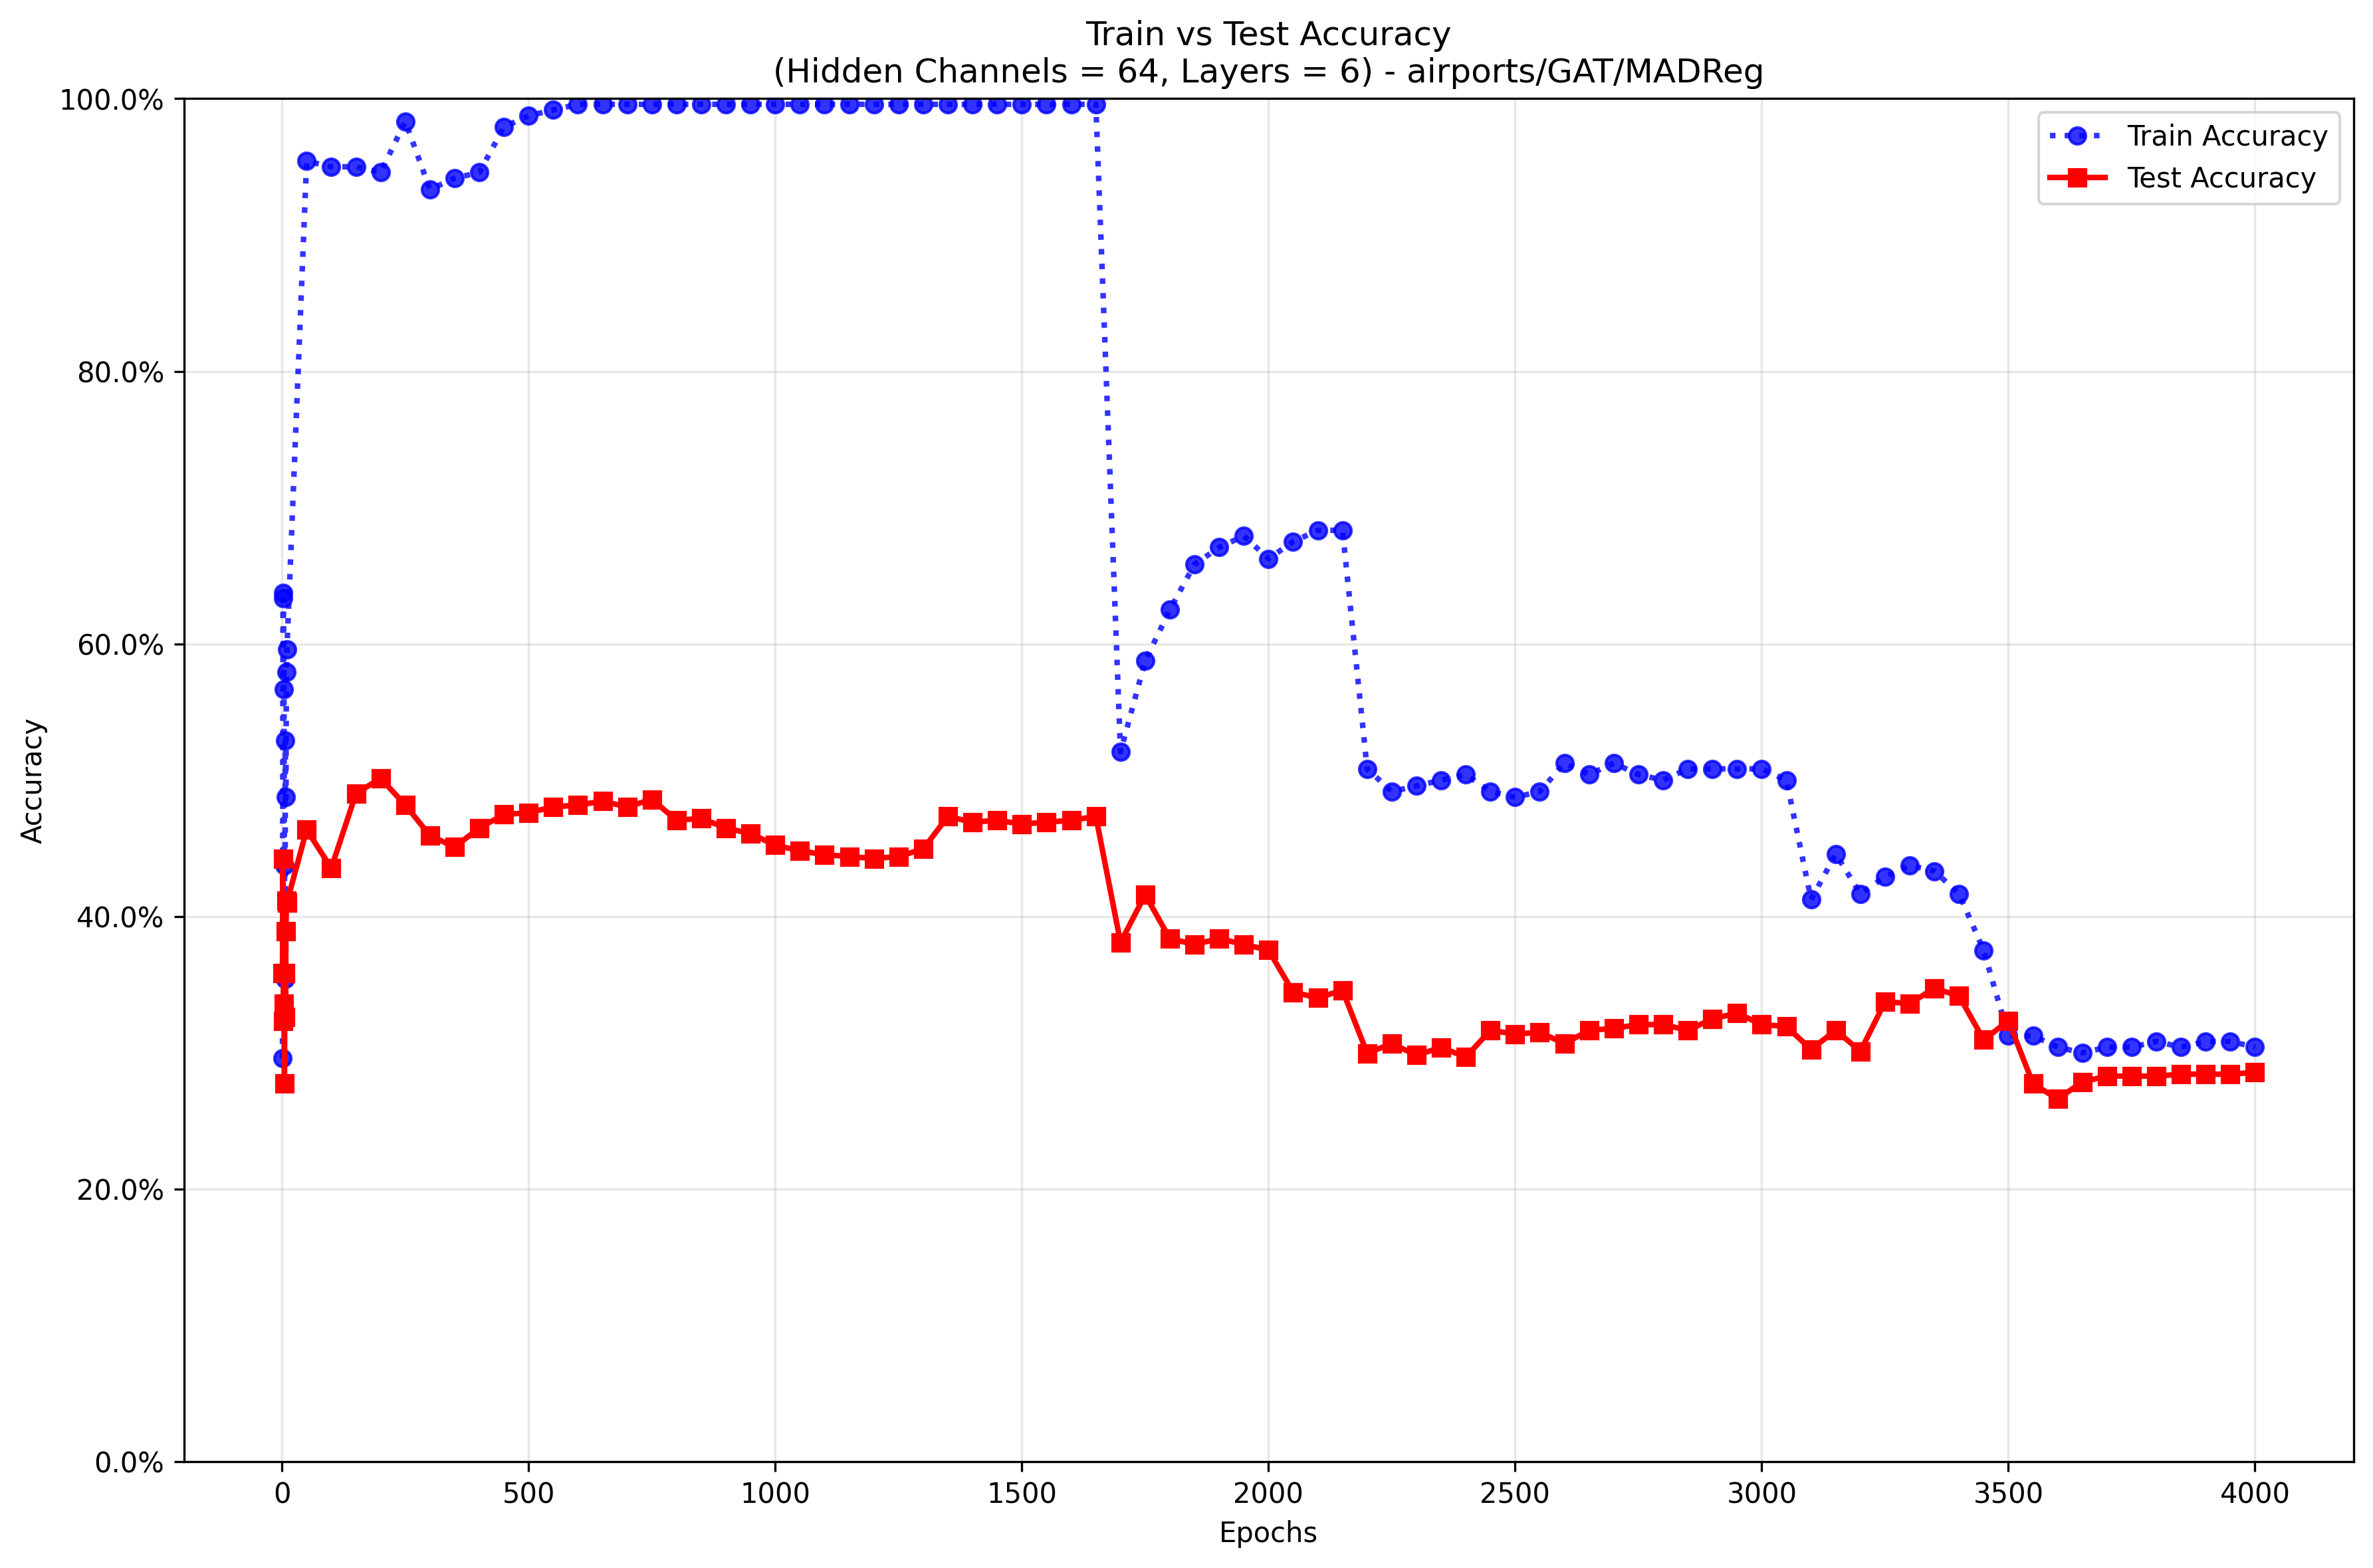 Train vs Test Accuracy
(Hidden Channels = 64, Layers = 6) - airports/GAT/MADReg
100.0%
80.0%
60.0%
40.0%
20.0%
0.0%
Accuracy
Train Accuracy
Test Accuracy
0 500 1000 1500 2000 2500 3000 3500 4000
Epochs